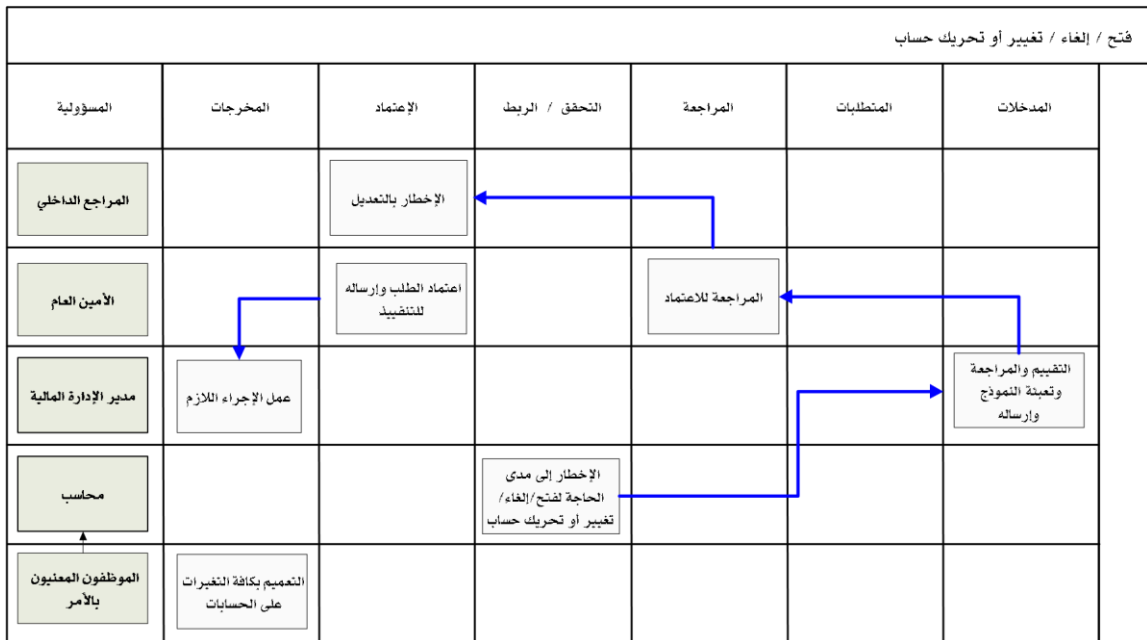 فتح / إلغاء / تغيير أو تحريك حساب
المدخلات
المتطلبات
المراجعة
التحقق / الربط
الإعتماد
المخرجات
المسؤولية
الإخطار بالتعديل
المراجع الداخلي
المراجعة للاعتماد
اعتماد الطلب وإرساله
للتنفييذ
الأمين العام
التقييم والمراجعة
وتعبئة النموذج
وإرساله
عمل الإجراء اللازم
مدير الإدارة المالية
الإخطار إلى مدى
الحاجة لفتح/إلغاء/
تغيير أو تحريك حساب
محاسب
التعميم بكافة التغيرات
على الحسابات
الموظفون المعنيون
بالأمر